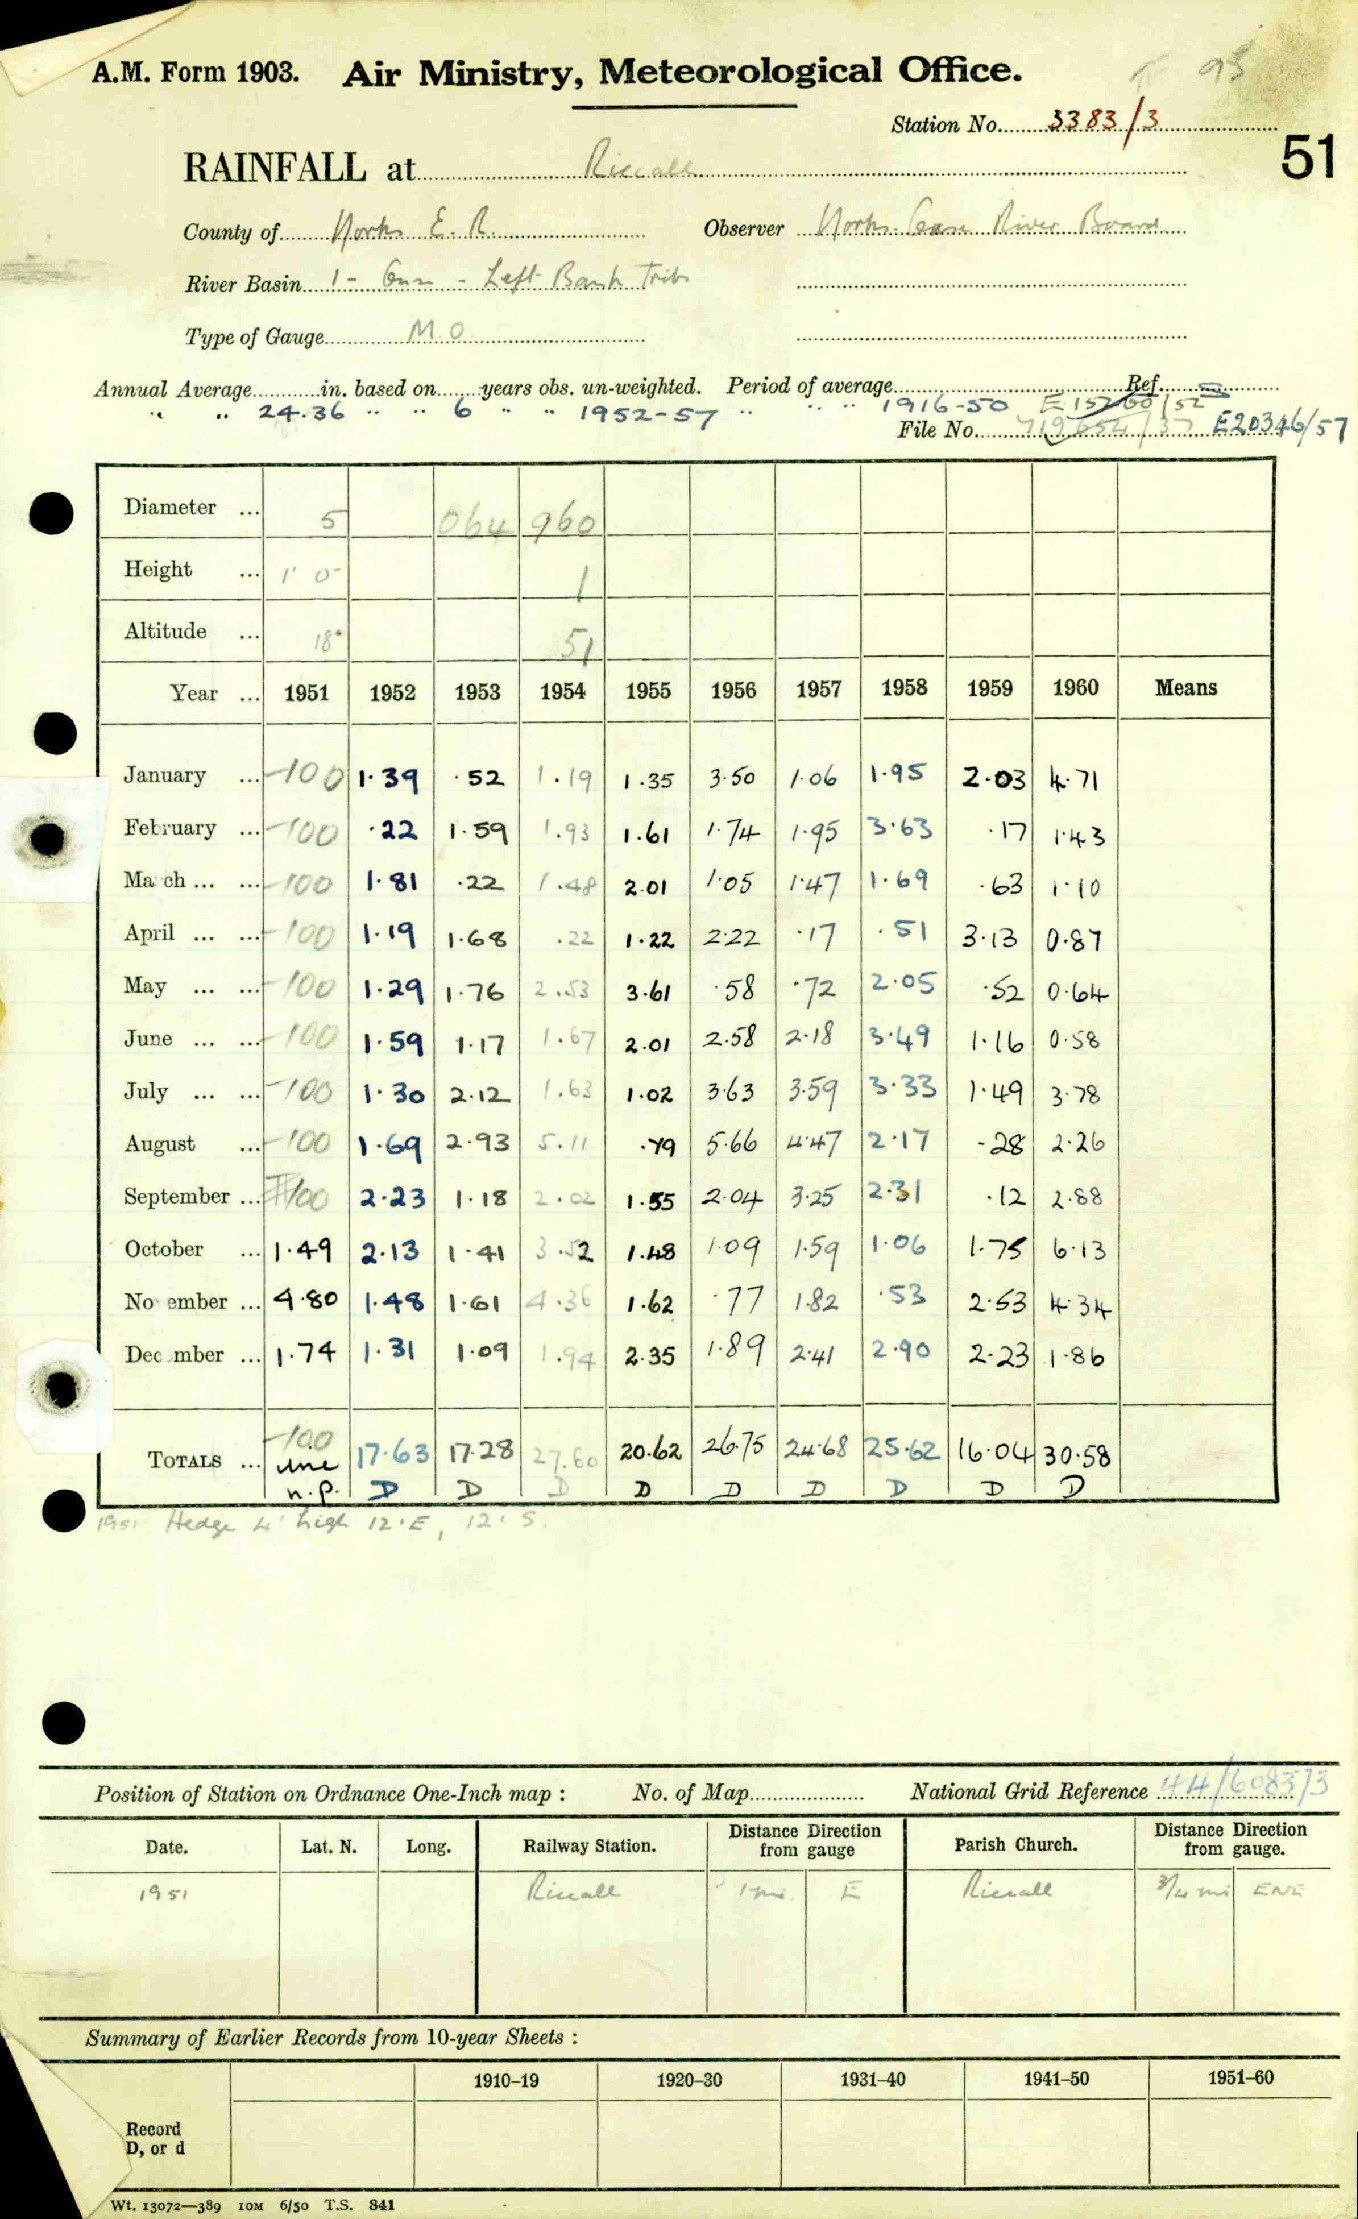 A.M. Form 1903. Air Ministry, Meteorological Office.
Station No. 3383/3
51
RAINFALL at Riccall
County of Yorks E. R. Observer Yorks Ouse River Board
River Basin 1 - Ouse - Left Bank Tribs
Type of Gauge M.O.
Annual Average in. based on years obs. un-weighted. Period of average Ref.
" " 24.36 " " 6 " " 1952-57 " " " " 1916-50
File No. E20346/57
Diameter ... 5 064 960
Height ... 1' 0" 1
Altitude ... 18' 51
Year ... 1951 1952 1953 1954 1955 1956 1957 1958 1959 1960 Means
January ... -100 1.39 .52 1.19 1.35 3.50 1.06 1.95 2.03 4.71
February ... -100 .22 1.59 1.93 1.61 1.74 1.95 3.63 .17 1.43
March ... ... -100 1.81 .22 1.48 2.01 1.05 1.47 1.69 .63 1.10
April ... ... -100 1.19 1.68 .22 1.22 2.22 .17 .51 3.13 0.87
May ... ... -100 1.29 1.76 2.53 3.61 .58 .72 2.05 .52 0.64
June ... ... -100 1.59 1.17 1.67 2.01 2.58 2.18 3.49 1.16 0.58
July ... ... -100 1.30 2.12 1.63 1.02 3.63 3.59 3.33 1.49 3.78
August ... -100 1.69 2.93 5.11 .79 5.66 4.47 2.17 .28 2.26
September ... -100 2.23 1.18 2.02 1.55 2.04 3.25 2.31 .12 2.88
October ... 1.49 2.13 1.41 3.52 1.48 1.09 1.59 1.06 1.75 6.13
November ... 4.80 1.48 1.61 4.36 1.62 .77 1.82 .53 2.53 4.34
December ... 1.74 1.31 1.09 1.94 2.35 1.89 2.41 2.90 2.23 1.86
TOTALS ... -100 17.63 17.28 27.60 20.62 26.75 24.68 25.62 16.04 30.58
n.p. D D D D D D D D D
1951 Hedge 4' high 12' E, 12' S.
Position of Station on Ordnance One-Inch map : No. of Map National Grid Reference 44/608373
Date. Lat. N. Long. Railway Station. Distance Direction from gauge Parish Church. Distance Direction from gauge.
1951 Riccall 1 mi. E Riccall 3/4 mi ENE
Summary of Earlier Records from 10-year Sheets :
1910–19 1920–30 1931–40 1941–50 1951–60
Record
D, or d
Wt. 13072—389 10M 6/50 T.S. 841